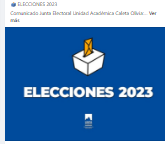 ELECCIONES 2023
Comunicado Junta Electoral Unidad Académica Caleta Olivia:... Ver
más
ELECCIONES 2023